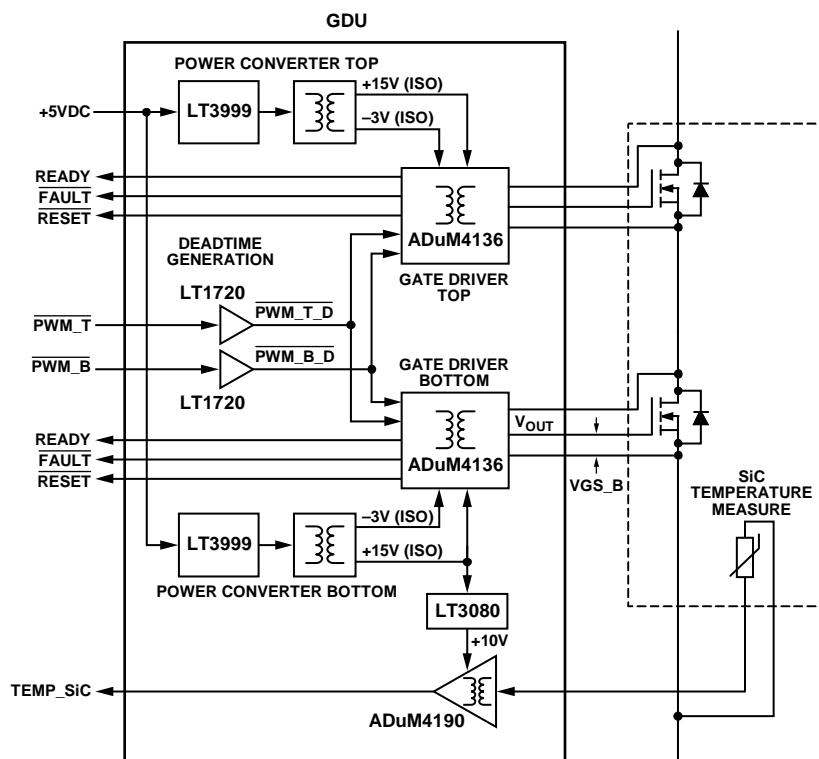 GDU
POWER CONVERTER TOP
+15V (ISO)
+5VDC
LT3999
–3V (ISO)
READY
FAULT
RESET
ADuM4136
DEADTIME
GENERATION
GATE DRIVER
TOP
LT1720
PWM_T
PWM_T_D
PWM_B
PWM_B_D
LT1720
GATE DRIVER
BOTTOM
VOUT
READY
FAULT
RESET
ADuM4136
VGS_B
SiC
TEMPERATURE
MEASURE
–3V (ISO)
LT3999
+15V (ISO)
POWER CONVERTER BOTTOM
LT3080
+10V
TEMP_SiC
ADuM4190